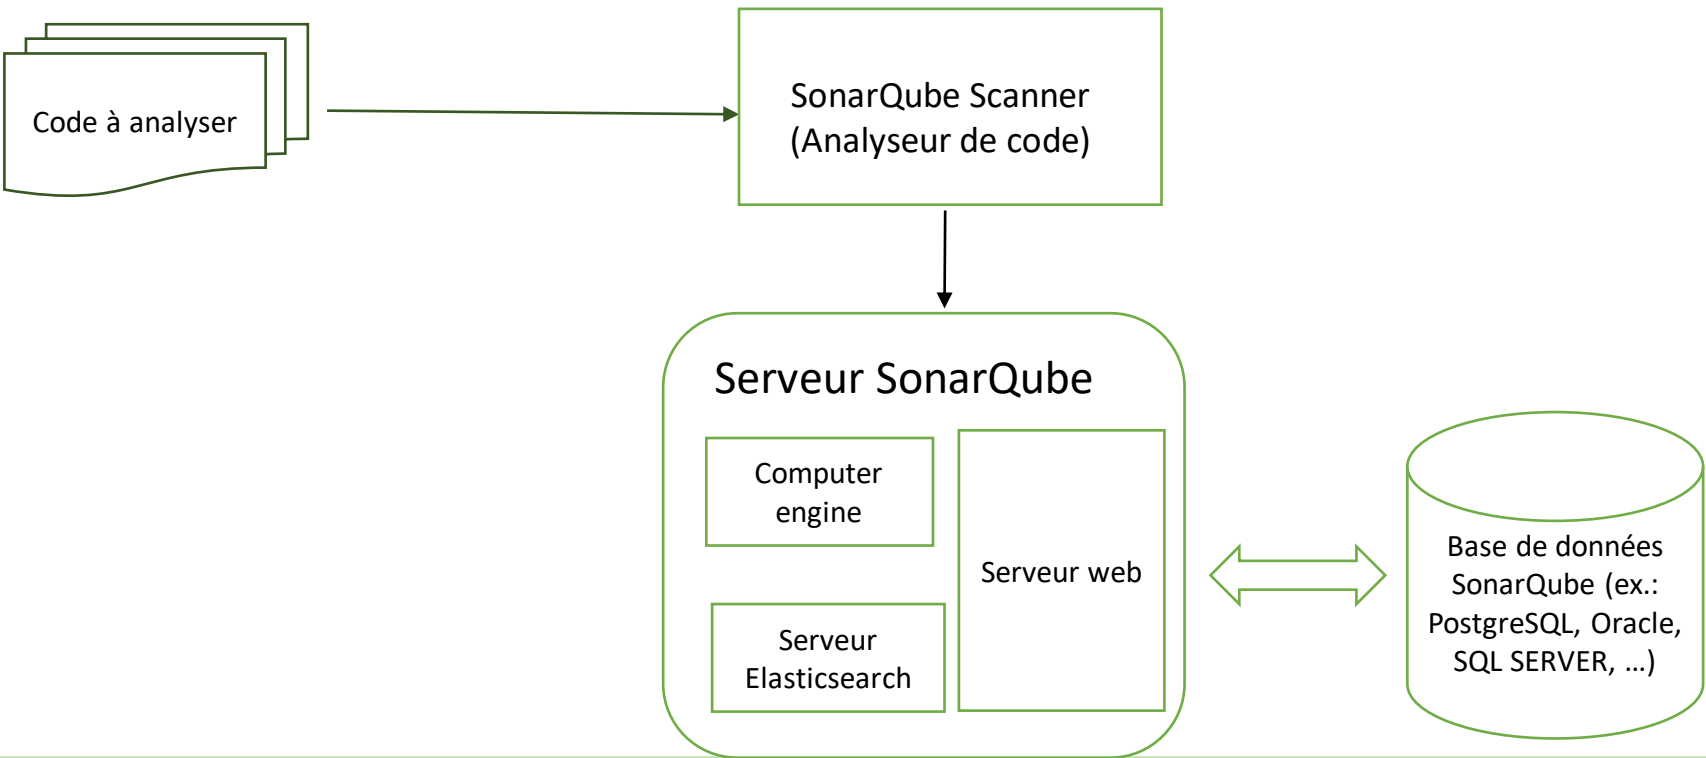 Code à analyser
SonarQube Scanner
(Analyseur de code)
Serveur SonarQube
Computer
engine
Serveur web
Serveur
Elasticsearch
Base de données
SonarQube (ex.:
PostgreSQL, Oracle,
SQL SERVER, ...)